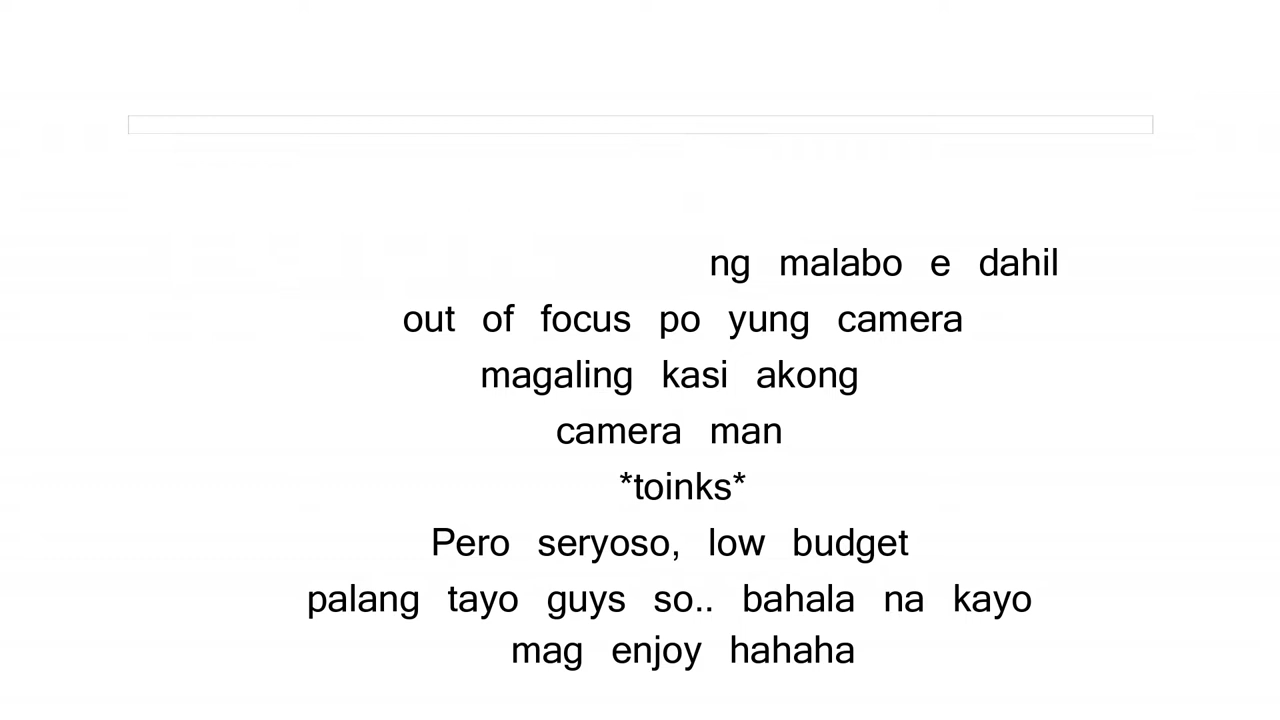 ng malabo e dahil
out of focus po yung camera
magaling kasi akong
camera man
*toinks*
Pero seryoso, low budget
palang tayo guys so.. bahala na kayo
mag enjoy hahaha